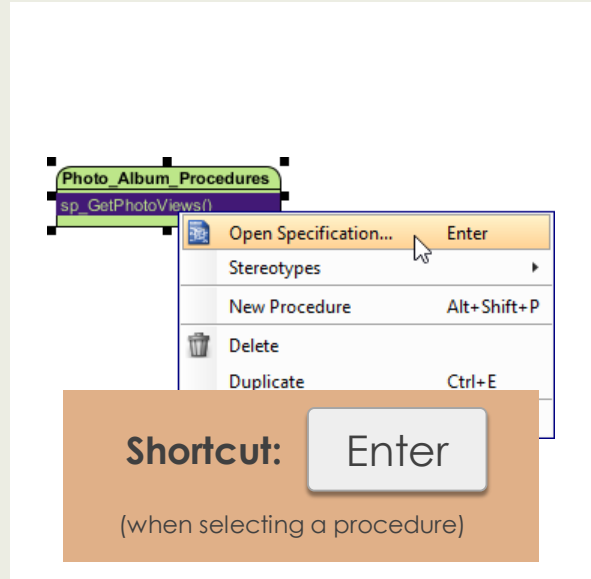 Photo_Album_Procedures
sp_GetPhotoViews()
Open Specification... Enter
Stereotypes
New Procedure Alt+Shift+P
Delete
Duplicate Ctrl+E
Shortcut: Enter
(when selecting a procedure)